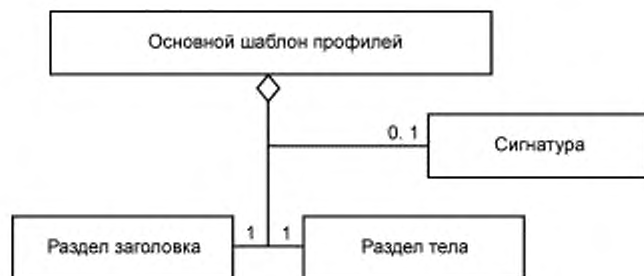 Основной шаблон профилей
0. 1
Сигнатура
Раздел заголовка
1
1
Раздел тела